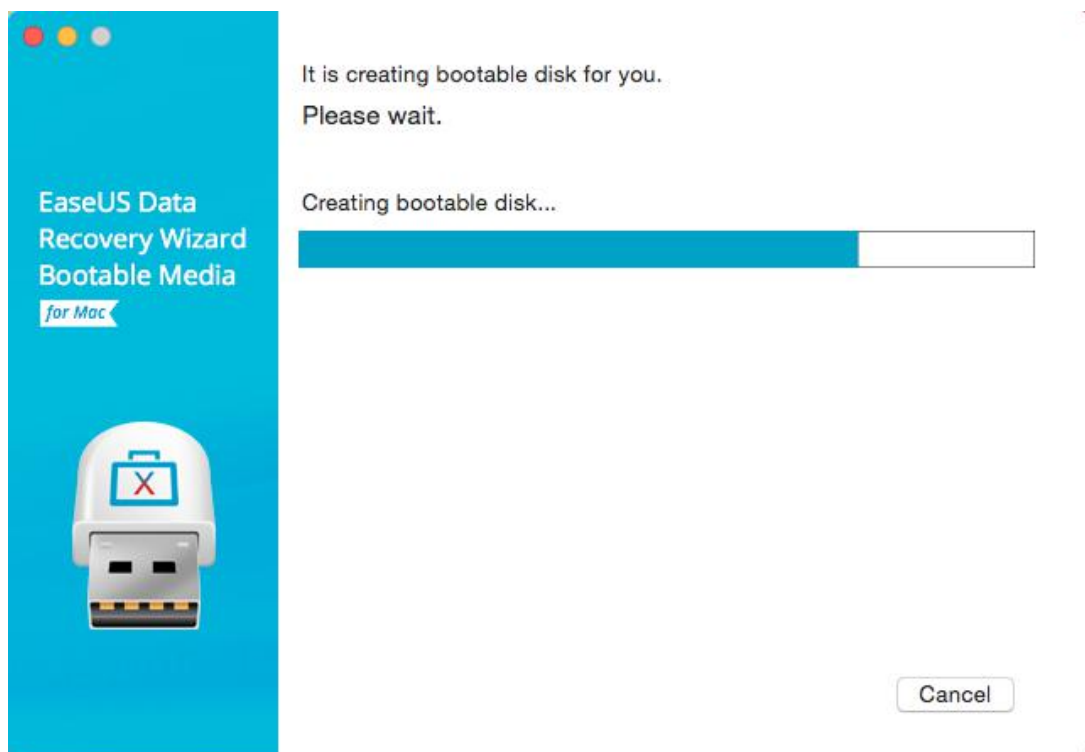 It is creating bootable disk for you.
Please wait.
EaseUS Data
Recovery Wizard
Bootable Media
for Mac
Creating bootable disk...
X
Cancel